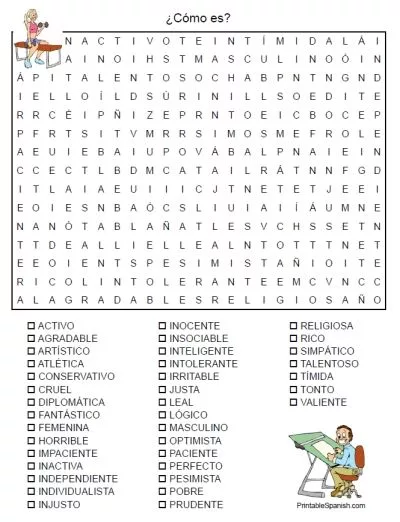 ¿Cómo es?
N A C T I V O T E I N T Í M I D A L Á I
A I N O I H S T M A S C U L I N O Ó I N
Á P I T A L E N T O S O C H A B P N T N G N D
I E L L O Í L D S Ú R I N I L L S O E D I T E
R R C É I P Ñ I Z E P R N T O E I C B O C E P
P F R T S I T V M R R S I M O S M E F R O L E
A E U I E B A I U P O V Á B A L P N A I E I N
C C E C T L B D M C A T A I L R Á T N N F G D
I T L A I A E U I I I C J T N E T E T J E E I
E O I E S N B A Ó C S L I U I A I Í Á U M N E
N A N Ó T A B L A Ñ A T L E S V C H S S E T N
T T D E A L L I E L L E A L N T O T T T N E T
E E O I E N T S P E S I M I S T A Ñ I O I T E
R I C O L I N T O L E R A N T E E M C V N C C
A L A G R A D A B L E S R E L I G I O S A Ñ O
ACTIVO
AGRADABLE
ARTÍSTICO
ATLÉTICA
CONSERVATIVO
CRUEL
DIPLOMÁTICA
FANTÁSTICO
FEMENINA
HORRIBLE
IMPACIENTE
INACTIVA
INDEPENDIENTE
INDIVIDUALISTA
INJUSTO
INOCENTE
INSOCIABLE
INTELIGENTE
INTOLERANTE
IRRITABLE
JUSTA
LEAL
LÓGICO
MASCULINO
OPTIMISTA
PACIENTE
PERFECTO
PESIMISTA
POBRE
PRUDENTE
RELIGIOSA
RICO
SIMPÁTICO
TALENTOSO
TÍMIDA
TONTO
VALIENTE
PrintableSpanish.com